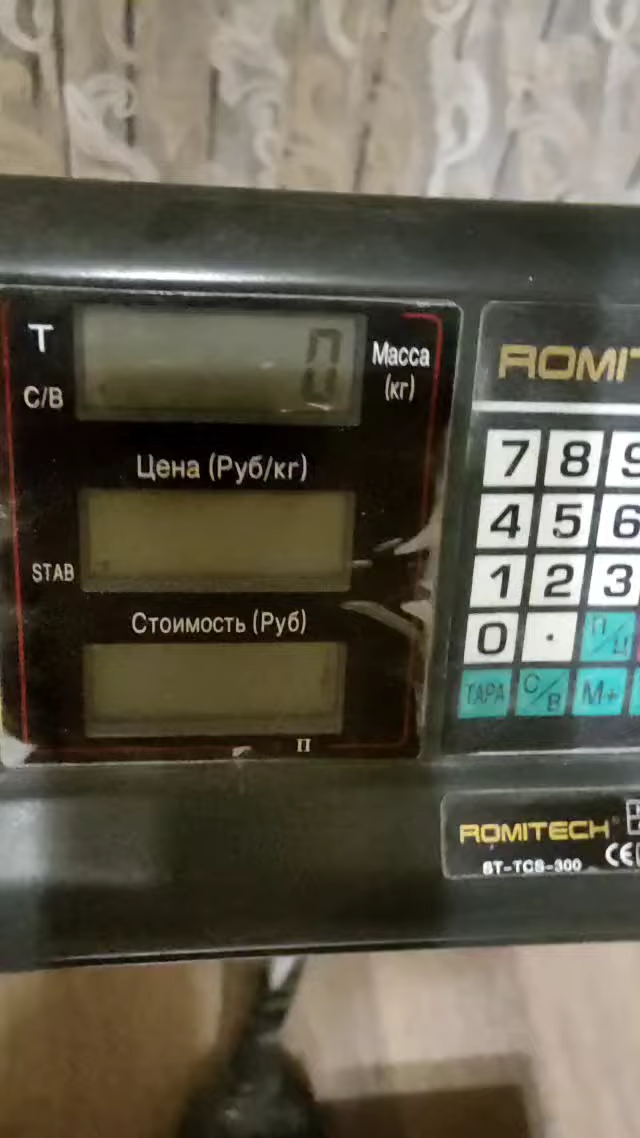 T
0
Масса
(кг)
С/В
Цена (Руб/кг)
STAB
Стоимость (Руб)
П
ROMIT
7 8 9
4 5 6
1 2 3
0 . П/Ц
ТАРА С/В М+
ROMITECH®
BT-TCS-300 CE